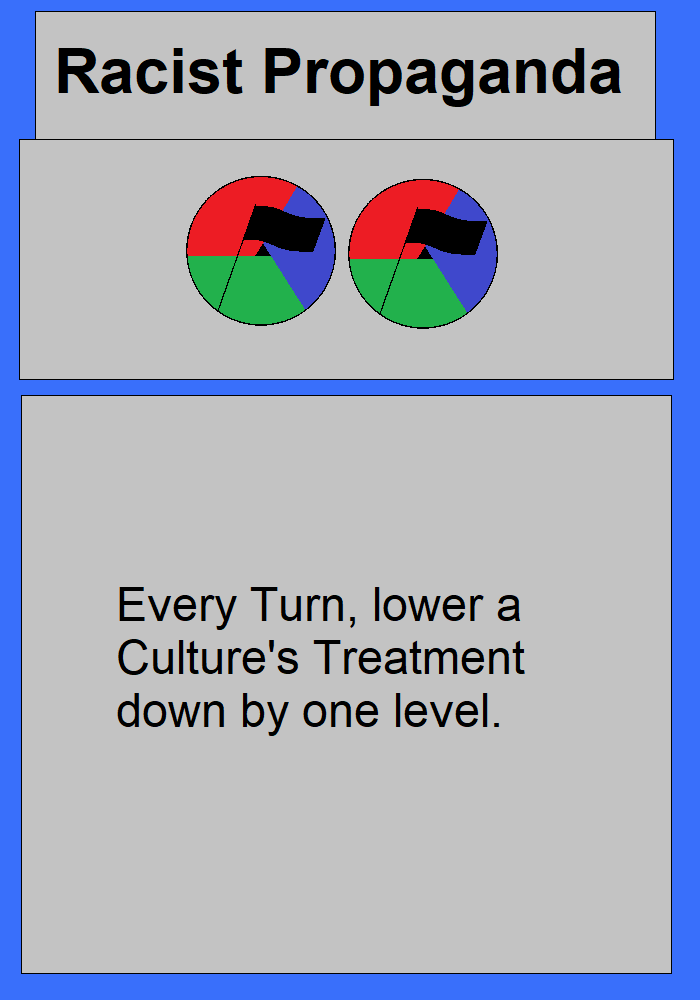 Racist Propaganda
Every Turn, lower a
Culture's Treatment
down by one level.